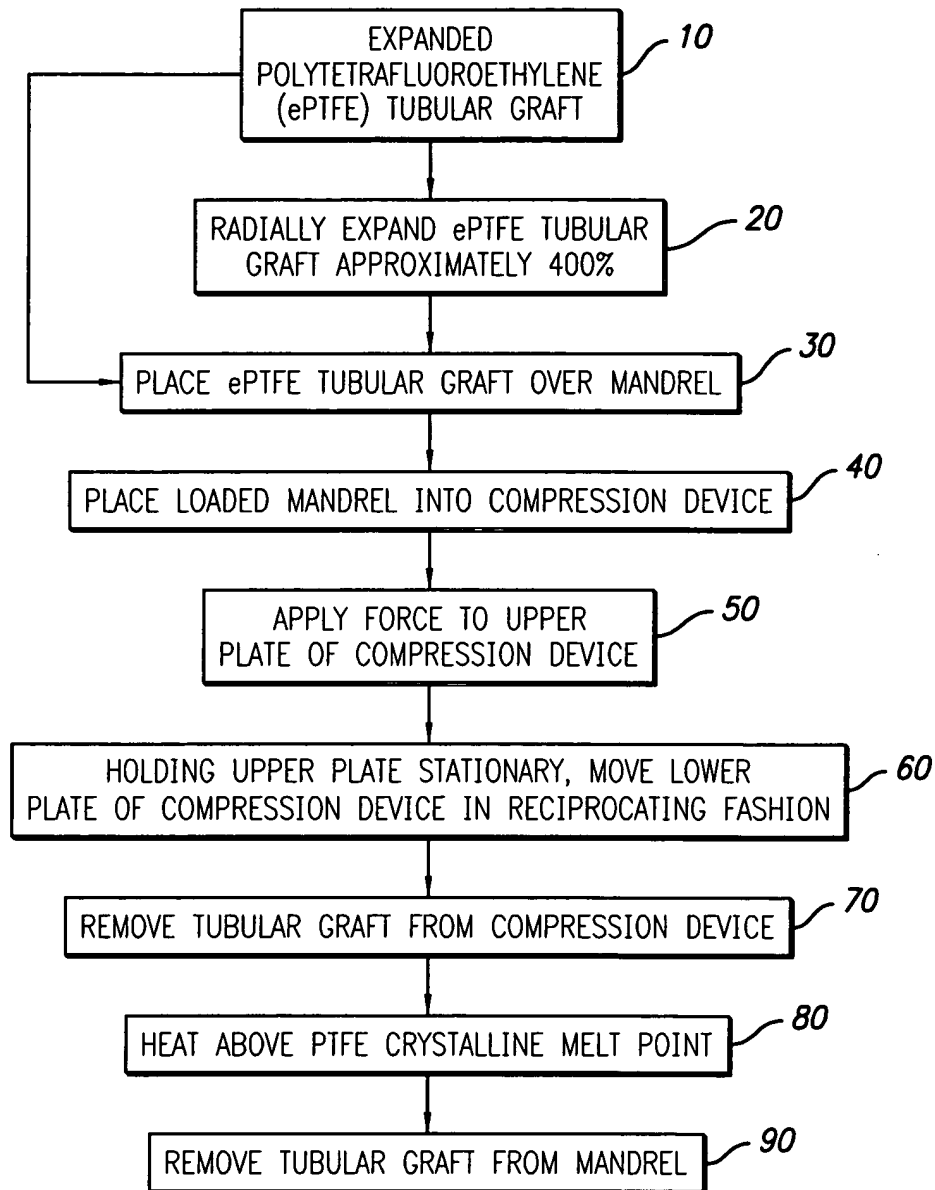 EXPANDED
POLYTETRAFLUOROETHYLENE
(ePTFE) TUBULAR GRAFT
10
RADIALLY EXPAND ePTFE TUBULAR
GRAFT APPROXIMATELY 400%
20
PLACE ePTFE TUBULAR GRAFT OVER MANDREL
30
PLACE LOADED MANDREL INTO COMPRESSION DEVICE
40
APPLY FORCE TO UPPER
PLATE OF COMPRESSION DEVICE
50
HOLDING UPPER PLATE STATIONARY, MOVE LOWER
PLATE OF COMPRESSION DEVICE IN RECIPROCATING FASHION
60
REMOVE TUBULAR GRAFT FROM COMPRESSION DEVICE
70
HEAT ABOVE PTFE CRYSTALLINE MELT POINT
80
REMOVE TUBULAR GRAFT FROM MANDREL
90